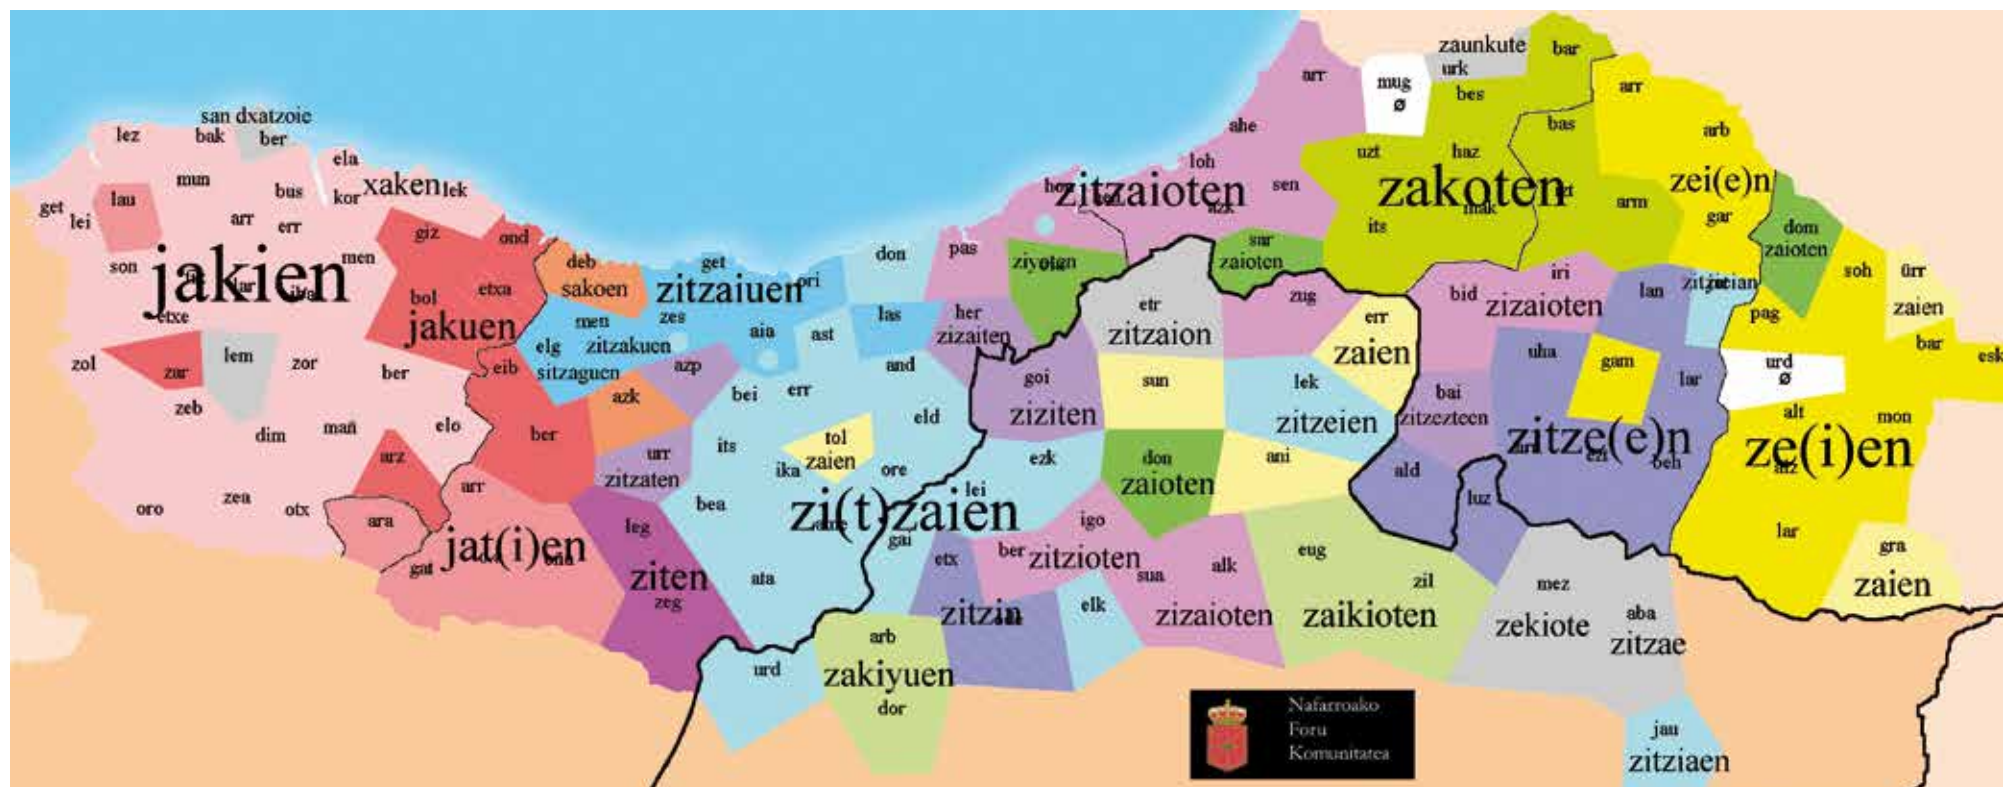 zaunkute
bar
arr
mug
urk
ø
bes
arr
san dxatzoie
lez
bak
ber
ahe
bas
arb
ela
uzt
haz
loh
mun
bus
kor
xaken
lek
zitzaioten
sen
zakoten
zei(e)n
lau
get
lei
arr
err
giz
ond
its
arm
gar
dom
zaioten
pas
sar
zaioten
ziyoten
don
get
deb
sakoen
men
son
jakien
zitzaiuen
ori
etxa
bol
jakuen
etxe
iri
bid
zizaioten
lan
soh
ürr
zaien
zug
etr
zitzaion
err
zaien
pag
her
zizaiten
las
zes
men
aia
ast
elg
zitzakuen
sitzaguen
azp
eib
zol
zar
lem
zor
ber
zeb
uha
gam
lar
urd
ø
bar
esk
and
goi
ziziten
sun
lek
zitzeien
bai
zitzezteen
alt
mon
bei
err
azk
eld
dim
mañ
elo
ber
its
tol
zaien
ika
ore
urr
zitzaten
arz
ezk
don
zaioten
ani
ald
zitze(e)n
beh
ze(i)en
luz
arr
oro
zea
otx
ara
bea
zi(t)zaien
lei
gai
leg
jat(i)en
gat
igo
ber
zitzioten
etx
sua
alk
eug
zil
lar
gra
zaien
ziten
zeg
ata
zitzin
elk
zizaioten
zaikioten
mez
zekiote
aba
zitzae
arb
zakiyuen
dor
urd
Nafarroako
Foru
Komunitatea
jau
zitziaen